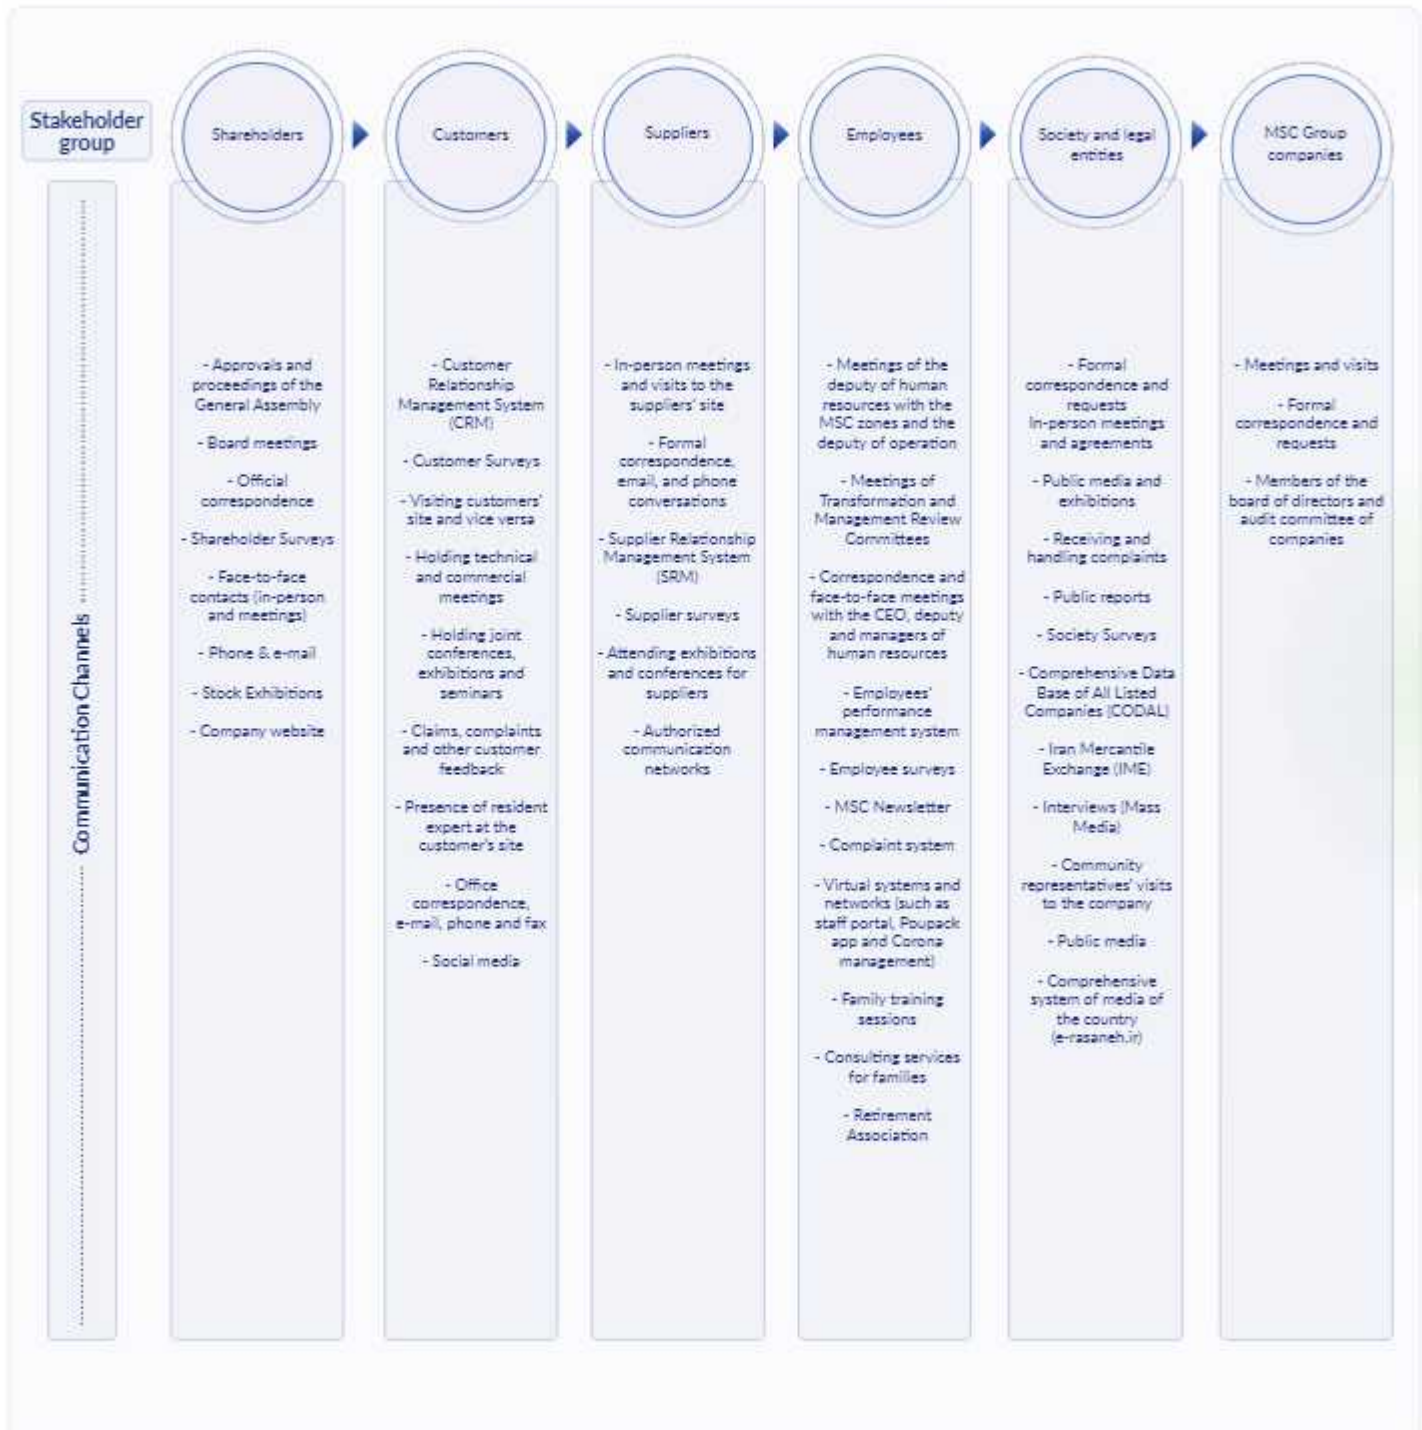 Stakeholder
group
Shareholders
Customers
Suppliers
Employees
Society and legal
entities
MSC Group
companies
Communication Channels
- Approvals and
proceedings of the
General Assembly
- Board meetings
- Official
correspondence
- Shareholder Surveys
- Face-to-face
contacts (in-person
and meetings)
- Phone & e-mail
- Stock Exhibitions
- Company website
- Customer
Relationship
Management System
(CRM)
- Customer Surveys
- Visiting customers'
site and vice versa
- Holding technical
and commercial
meetings
- Holding joint
conferences,
exhibitions and
seminars
- Claims, complaints
and other customer
feedback
- Presence of resident
expert at the
customer's site
- Office
correspondence,
e-mail, phone and fax
- Social media
- In-person meetings
and visits to the
suppliers' site
- Formal
correspondence,
email, and phone
conversations
- Supplier Relationship
Management System
(SRM)
- Supplier surveys
- Attending exhibitions
and conferences for
suppliers
- Authorized
communication
networks
- Meetings of the
deputy of human
resources with the
MSC zones and the
deputy of operation
- Meetings of
Transformation and
Management Review
Committees
- Correspondence and
face-to-face meetings
with the CEO, deputy
and managers of
human resources
- Employees'
performance
management system
- Employee surveys
- MSC Newsletter
- Complaint system
- Virtual systems and
networks (such as
staff portal, Poupack
app and Corona
management)
- Family training
sessions
- Consulting services
for families
- Retirement
Association
- Formal
correspondence and
requests
In-person meetings
and agreements
- Public media and
exhibitions
- Receiving and
handling complaints
- Public reports
- Society Surveys
- Comprehensive Data
Base of All Listed
Companies (CODAL)
- Iran Mercantile
Exchange (IME)
- Interviews (Mass
Media)
- Community
representatives' visits
to the company
- Public media
- Comprehensive
system of media of
the country
(e-rasaneh.ir)
- Meetings and visits
- Formal
correspondence and
requests
- Members of the
board of directors and
audit committee of
companies